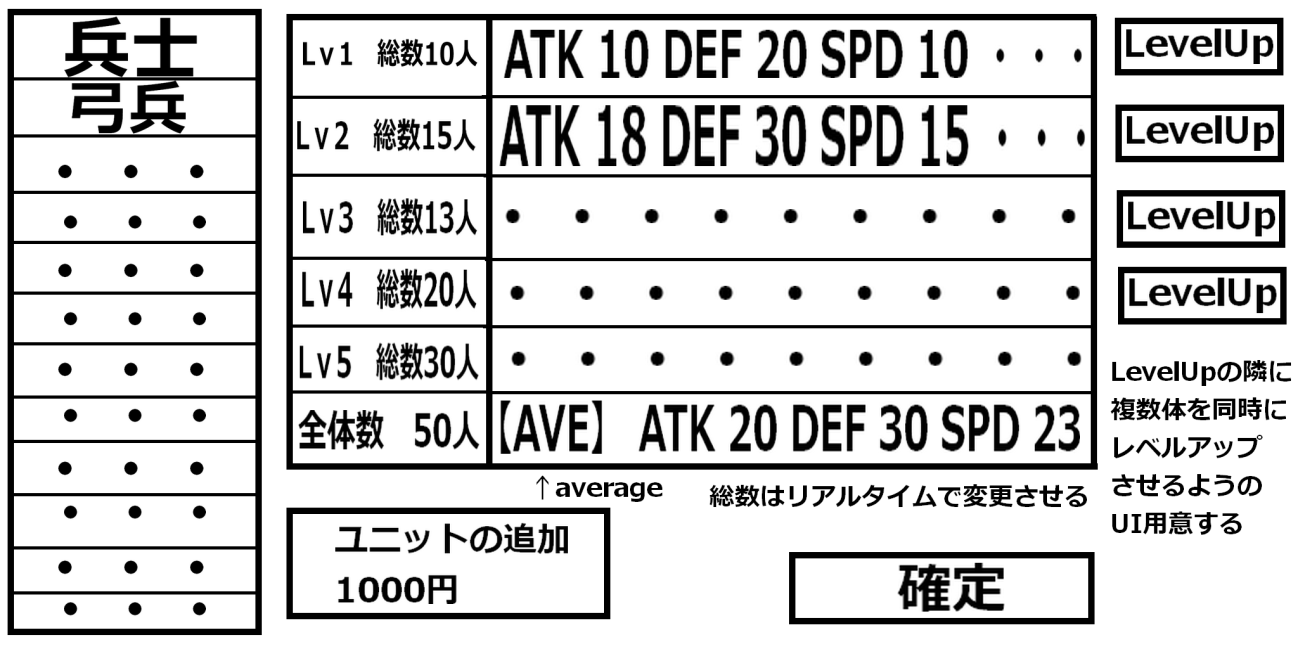 兵士
弓兵
・・・
・・・
・・・
・・・
・・・
・・・
・・・
・・・
・・・
・・・
Lv1 総数10人 ATK 10 DEF 20 SPD 10 ・・・ LevelUp
Lv2 総数15人 ATK 18 DEF 30 SPD 15 ・・・ LevelUp
Lv3 総数13人 ・・・・・・・・・ LevelUp
Lv4 総数20人 ・・・・・・・・・ LevelUp
Lv5 総数30人 ・・・・・・・・・
全体数 50人 【AVE】 ATK 20 DEF 30 SPD 23
↑average
総数はリアルタイムで変更させる
LevelUpの隣に
複数体を同時に
レベルアップ
させるようの
UI用意する
ユニットの追加
1000円
確定